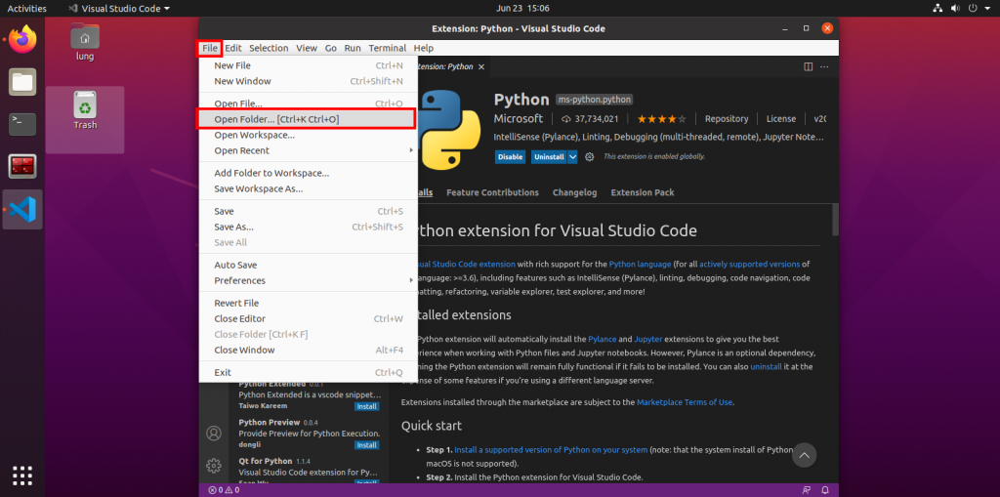 Activities
Visual Studio Code
Jun 23 15:06
lung
Trash
Extension: Python - Visual Studio Code
File Edit Selection View Go Run Terminal Help
New File Ctrl+N
New Window Ctrl+Shift+N
Open File... Ctrl+O
Open Folder... [Ctrl+K Ctrl+O]
Open Workspace...
Open Recent
Add Folder to Workspace...
Save Workspace As...
Save Ctrl+S
Save As... Ctrl+Shift+S
Save All
Auto Save
Preferences
Revert File
Close Editor Ctrl+W
Close Folder [Ctrl+K F]
Close Window Alt+F4
Exit Ctrl+Q
Python Extended 0.0.1
Python Extended is a vscode snippet...
Taiwo Kareem Install
Python Preview 0.0.4
Provide Preview for Python Execution.
dongli Install
Qt for Python 1.1.4
Visual Studio Code extension for Py...
Install
tension: Python
Python ms-python.python
Microsoft 37,734,021 Repository License v20
IntelliSense (Pylance), Linting, Debugging (multi-threaded, remote), Jupyter Note...
Disable Uninstall This extension is enabled globally.
ails Feature Contributions Changelog Extension Pack
ython extension for Visual Studio Code
sual Studio Code extension with rich support for the Python language (for all actively supported versions of
language: >=3.6), including features such as IntelliSense (Pylance), linting, debugging, code navigation, code
atting, refactoring, variable explorer, test explorer, and more!
talled extensions
Python extension will automatically install the Pylance and Jupyter extensions to give you the best
erience when working with Python files and Jupyter notebooks. However, Pylance is an optional dependency,
ning the Python extension will remain fully functional if it fails to be installed. You can also uninstall it at the
ense of some features if you're using a different language server.
Extensions installed through the marketplace are subject to the Marketplace Terms of Use.
Quick start
• Step 1. Install a supported version of Python on your system (note: that the system install of Python
macOS is not supported).
• Step 2. Install the Python extension for Visual Studio Code.
0 0